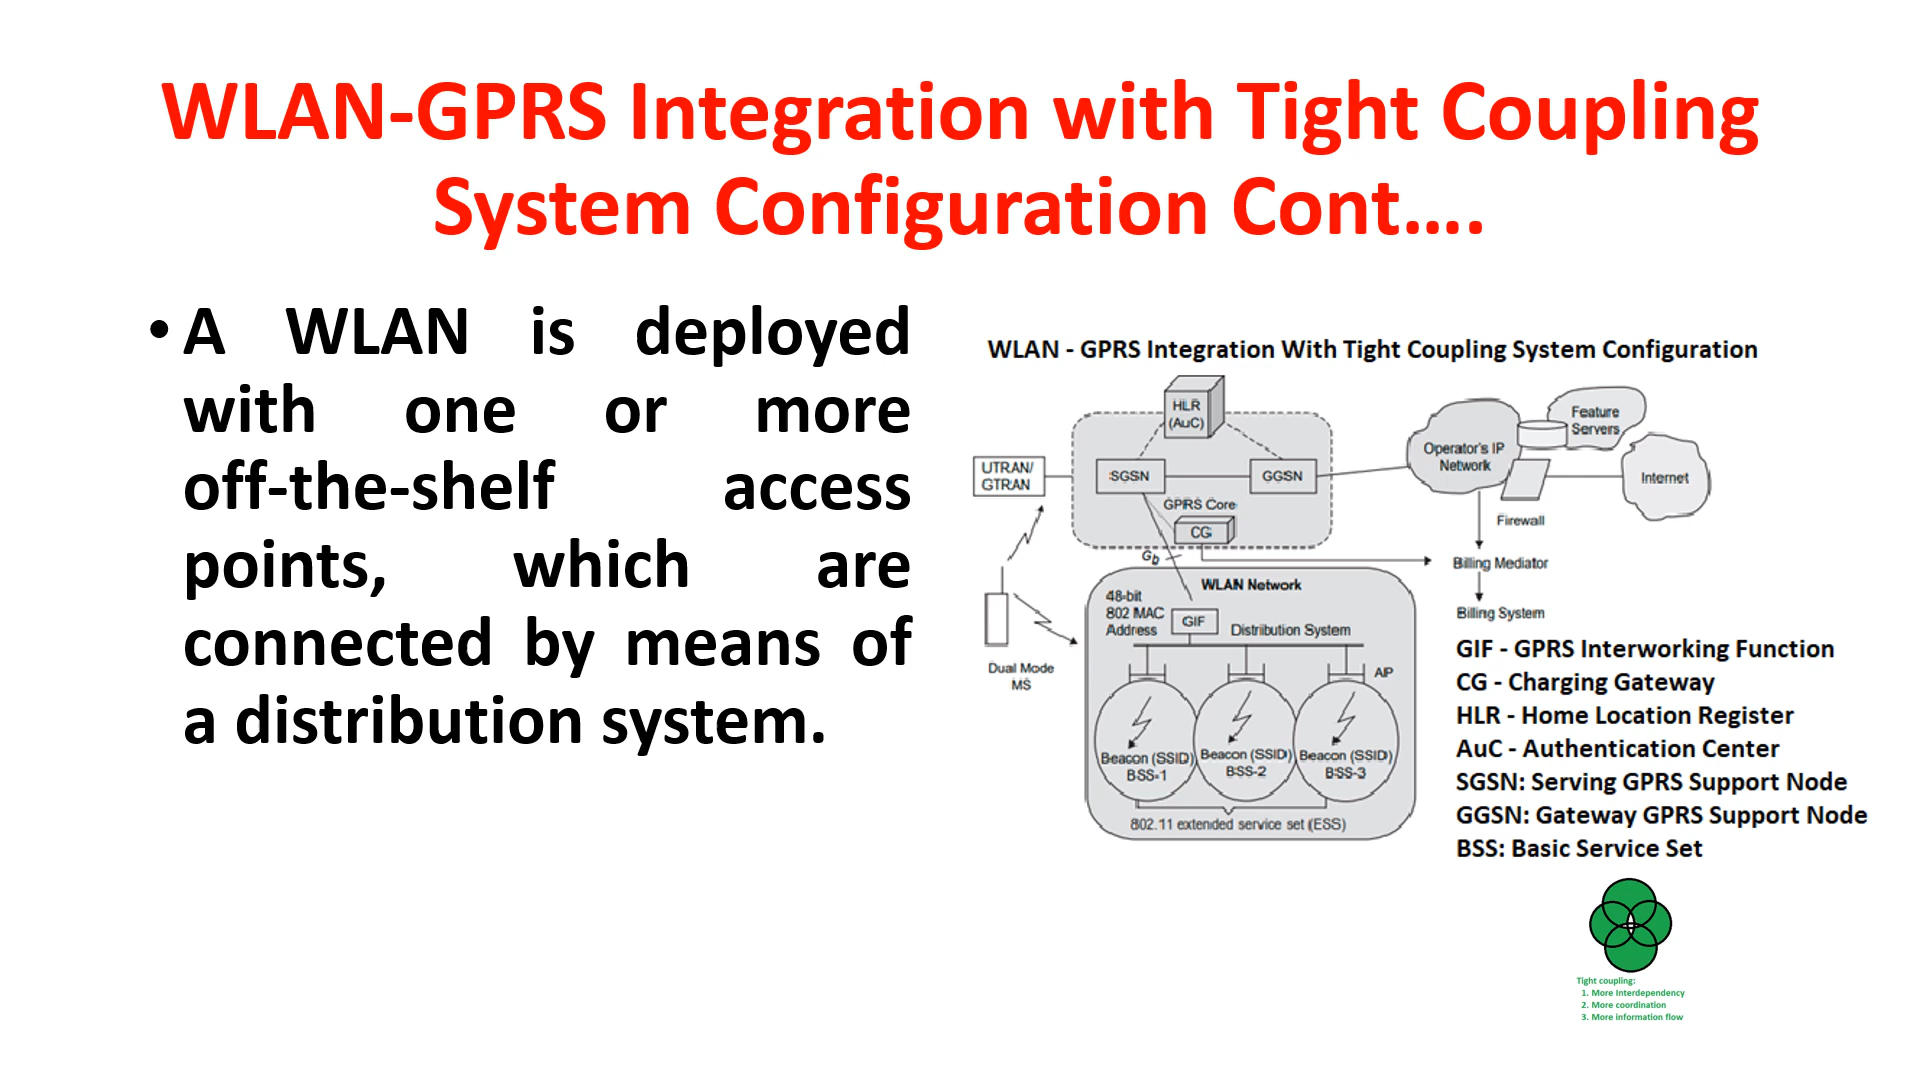 WLAN-GPRS Integration with Tight Coupling
System Configuration Cont....
• A WLAN is deployed
with one or more
off-the-shelf access
points, which are
connected by means of
a distribution system.
WLAN - GPRS Integration With Tight Coupling System Configuration
HLR
(AuC)
UTRAN/
GTRAN
SGSN
GGSN
GPRS Core
CG
Gb
Operator's IP
Network
Feature
Servers
Internet
Firewall
Billing Mediator
Billing System
Dual Mode
MS
WLAN Network
48-bit
802 MAC
Address
GIF
Distribution System
AP
Beacon (SSID)
BSS-1
Beacon (SSID)
BSS-2
Beacon (SSID)
BSS-3
802.11 extended service set (ESS)
GIF - GPRS Interworking Function
CG - Charging Gateway
HLR - Home Location Register
AuC - Authentication Center
SGSN: Serving GPRS Support Node
GGSN: Gateway GPRS Support Node
BSS: Basic Service Set
Tight coupling:
1. More Interdependency
2. More coordination
3. More information flow